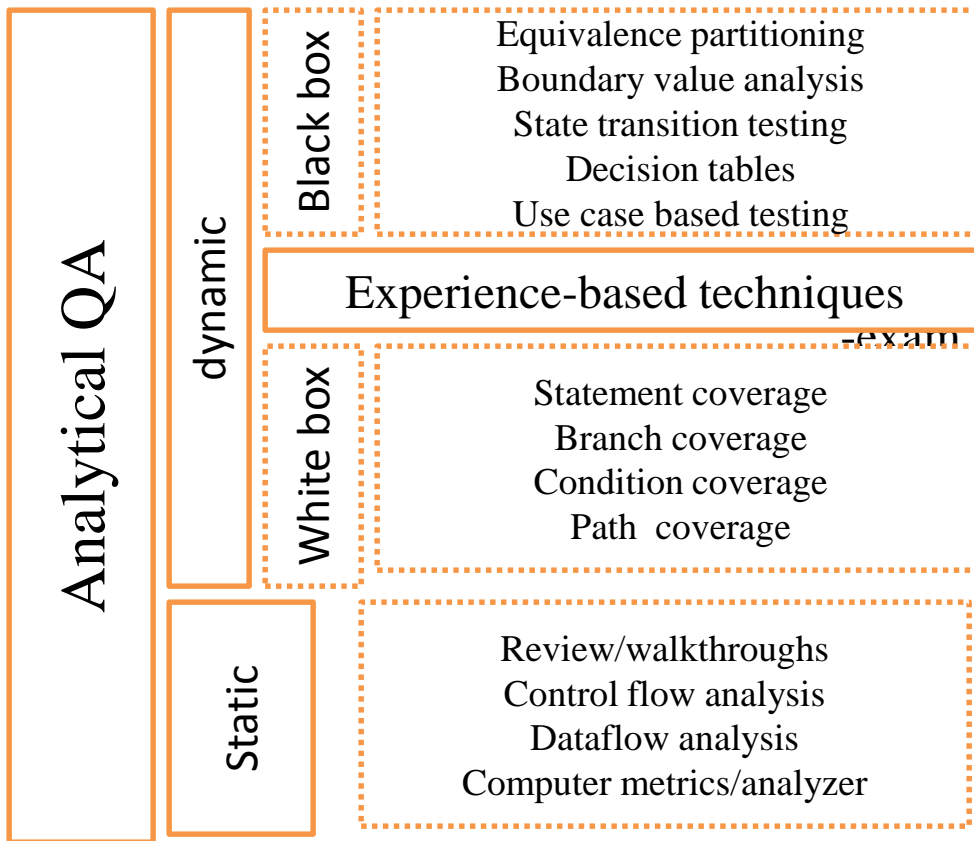 Analytical QA
dynamic
Black box
Equivalence partitioning
Boundary value analysis
State transition testing
Decision tables
Use case based testing
Experience-based techniques
-exam
White box
Statement coverage
Branch coverage
Condition coverage
Path coverage
Static
Review/walkthroughs
Control flow analysis
Dataflow analysis
Computer metrics/analyzer